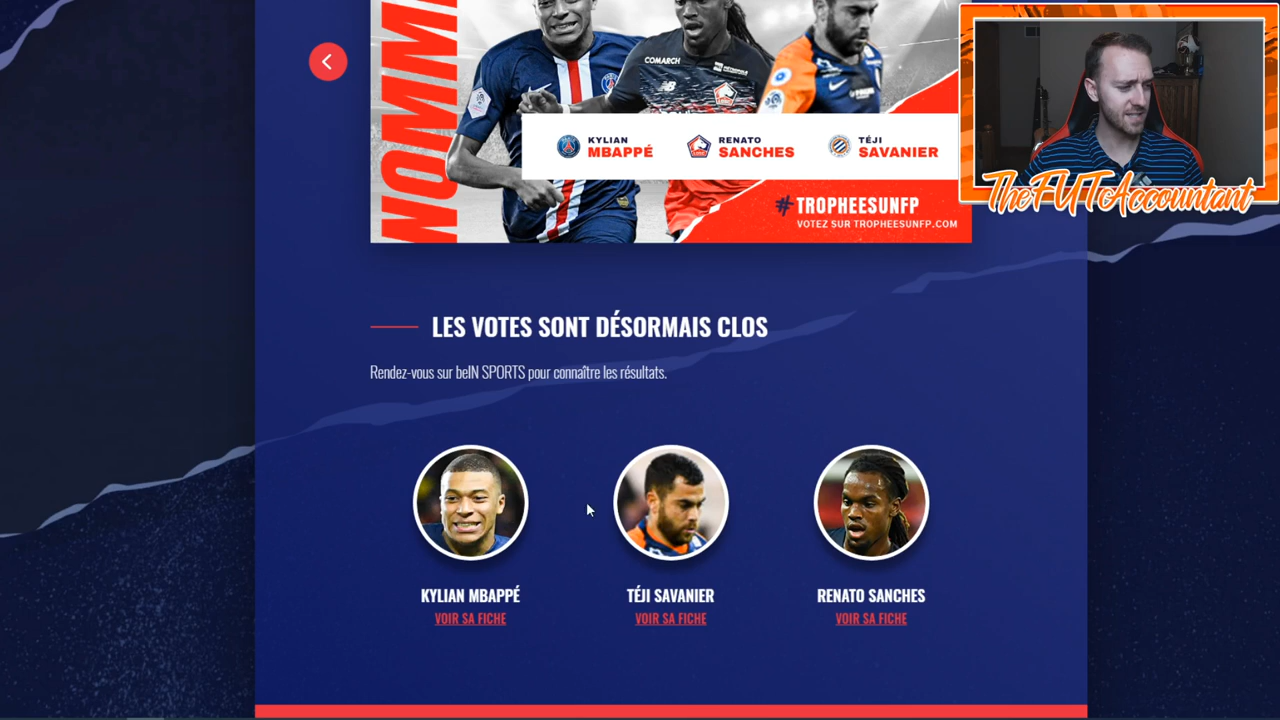 NOMM
COMARCH
KYLIAN
MBAPPÉ
RENATO
SANCHES
TÉJI
SAVANIER
#TROPHEESUNFP
VOTEZ SUR TROPHEESUNFP.COM
TheFUTAccountant
LES VOTES SONT DÉSORMAIS CLOS
Rendez-vous sur beIN SPORTS pour connaître les résultats.
KYLIAN MBAPPÉ
VOIR SA FICHE
TÉJI SAVANIER
VOIR SA FICHE
RENATO SANCHES
VOIR SA FICHE